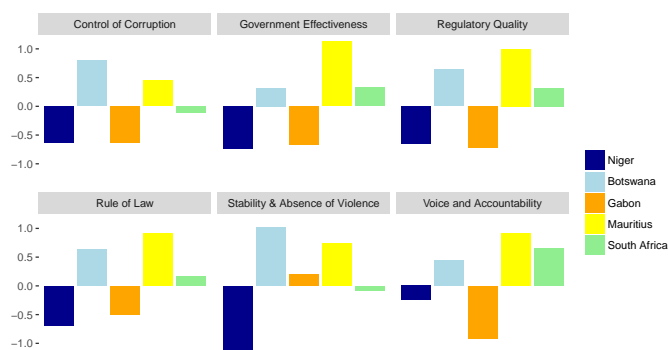 Control of Corruption
Government Effectiveness
Regulatory Quality
1.0
0.5
0.0
−0.5
−1.0
Rule of Law
Stability & Absence of Violence
Voice and Accountability
1.0
0.5
0.0
−0.5
−1.0
Niger
Botswana
Gabon
Mauritius
South Africa